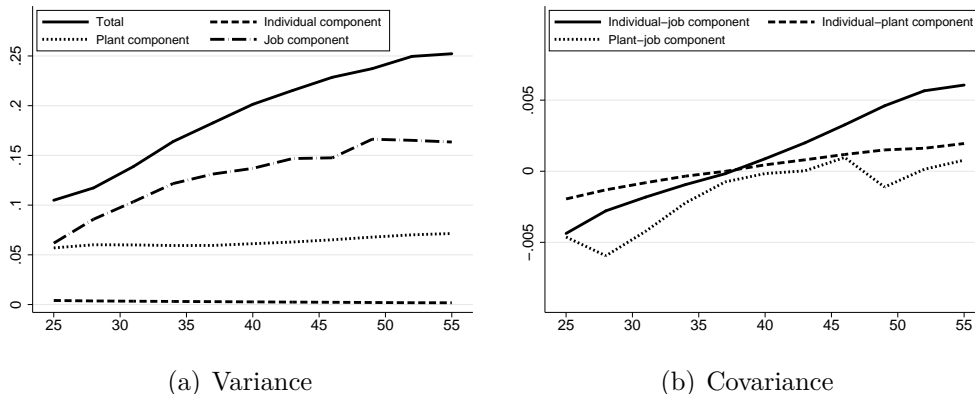 Total Individual component
Plant component Job component
.25
.2
.15
.1
.05
0
25 30 35 40 45 50 55
(a) Variance
Individual−job component Individual−plant component
Plant−job component
.005
0
−.005
25 30 35 40 45 50 55
(b) Covariance